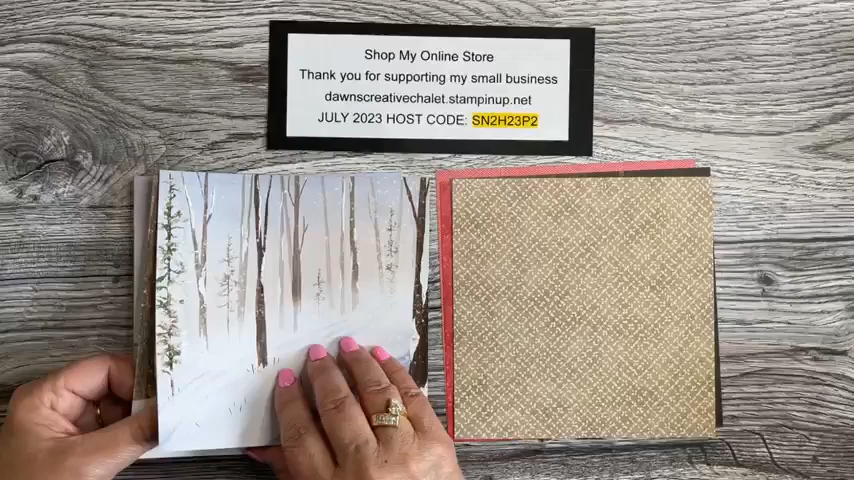 Shop My Online Store
Thank you for supporting my small business
dawnscreativechalet.stampinup.net
JULY 2023 HOST CODE: SN2H23P2